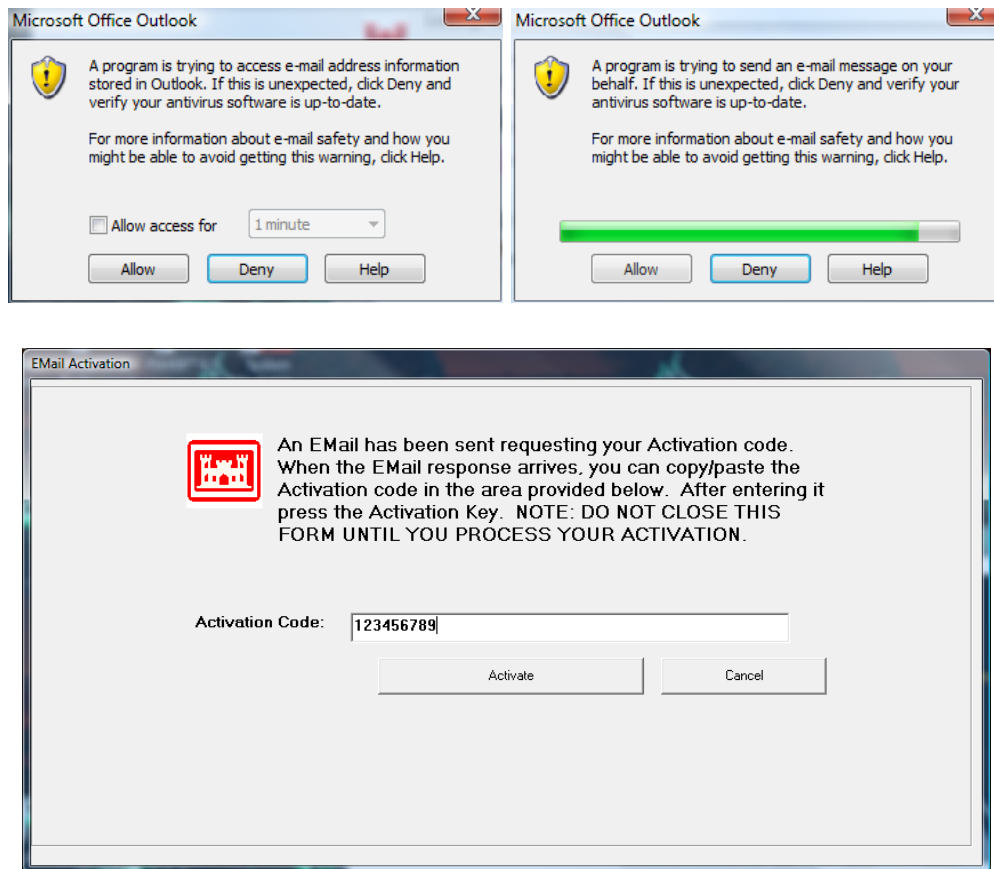 Microsoft Office Outlook
A program is trying to access e-mail address information
stored in Outlook. If this is unexpected, click Deny and
verify your antivirus software is up-to-date.
For more information about e-mail safety and how you
might be able to avoid getting this warning, click Help.
Allow access for 1 minute
Allow Deny Help
Microsoft Office Outlook
A program is trying to send an e-mail message on your
behalf. If this is unexpected, click Deny and verify your
antivirus software is up-to-date.
For more information about e-mail safety and how you
might be able to avoid getting this warning, click Help.
Allow Deny Help
EMail Activation
An EMail has been sent requesting your Activation code.
When the EMail response arrives, you can copy/paste the
Activation code in the area provided below. After entering it
press the Activation Key. NOTE: DO NOT CLOSE THIS
FORM UNTIL YOU PROCESS YOUR ACTIVATION.
Activation Code: 123456789
Activate Cancel